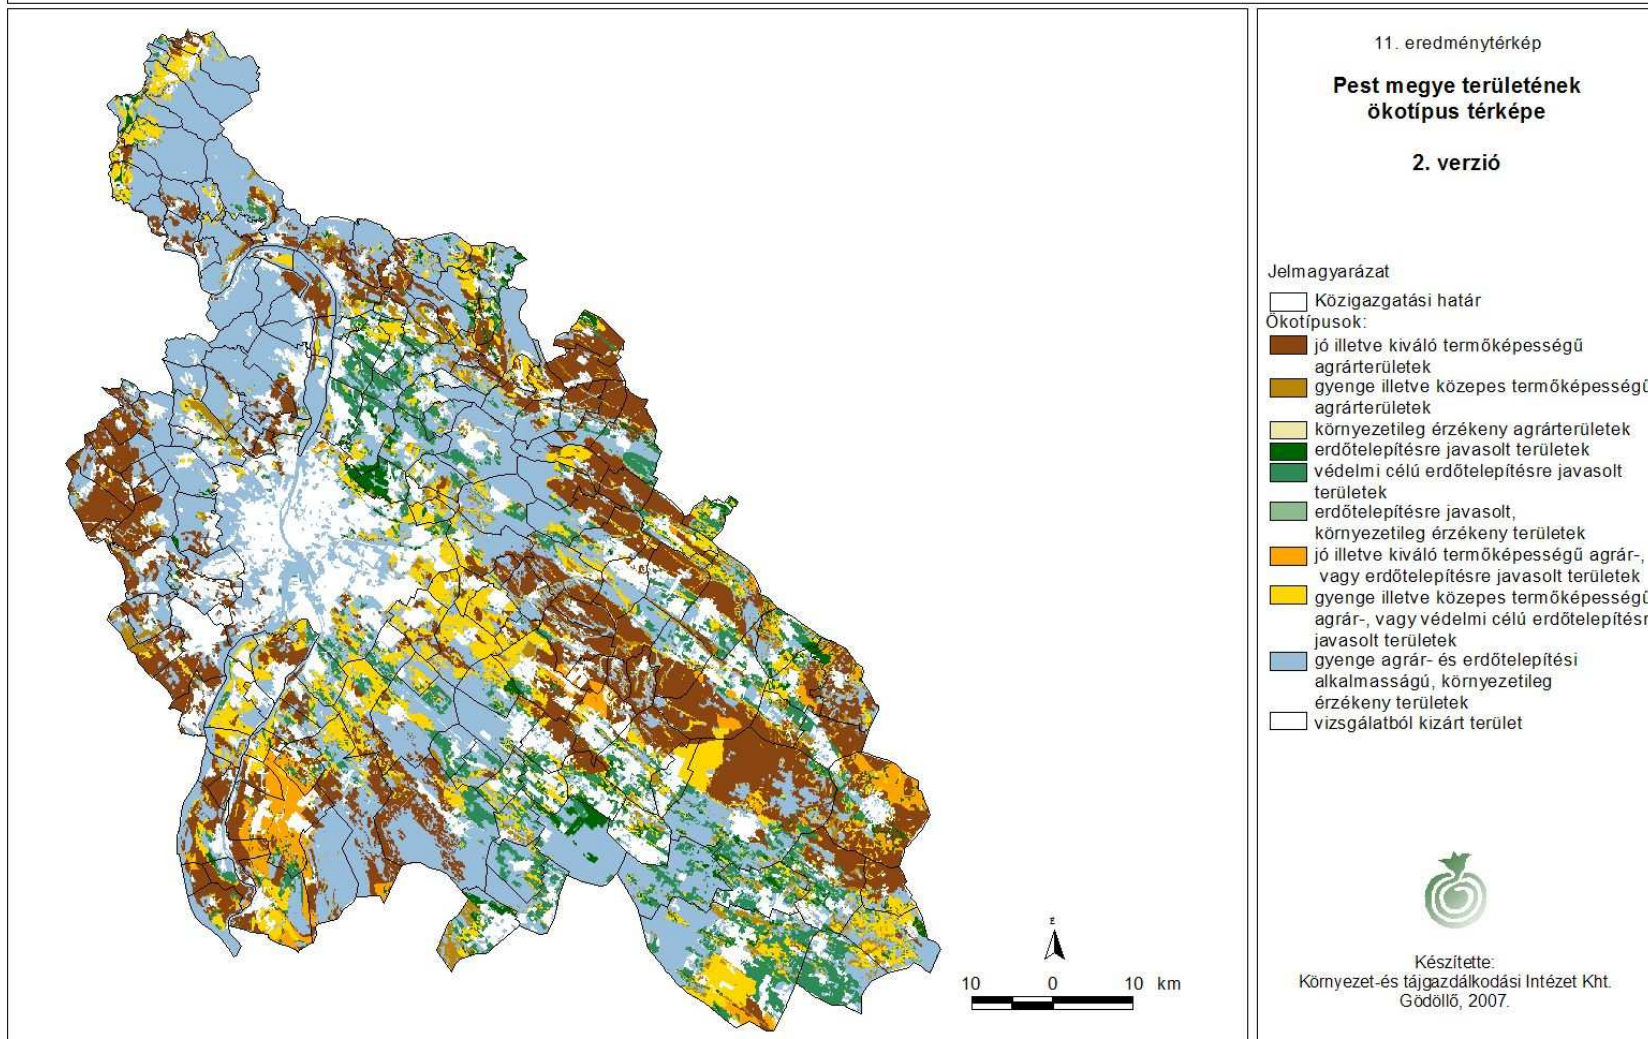 11. eredménytérkép
Pest megye területének
ökotípus térképe
2. verzió
Jelmagyarázat
Közigazgatási határ
Ökotípusok:
jó illetve kiváló termőképességű
agrárterületek
gyenge illetve közepes termőképességű
agrárterületek
környezetileg érzékeny agrárterületek
erdőtelepítésre javasolt területek
védelmi célú erdőtelepítésre javasolt
területek
erdőtelepítésre javasolt,
környezetileg érzékeny területek
jó illetve kiváló termőképességű agrár-,
vagy erdőtelepítésre javasolt területek
gyenge illetve közepes termőképességű
agrár-, vagy védelmi célú erdőtelepítésr
javasolt területek
gyenge agrár- és erdőtelepítési
alkalmasságú, környezetileg
érzékeny területek
vizsgálatból kizárt terület
É
10 0 10 km
Készítette:
Környezet-és tájgazdálkodási Intézet Kht.
Gödöllő, 2007.